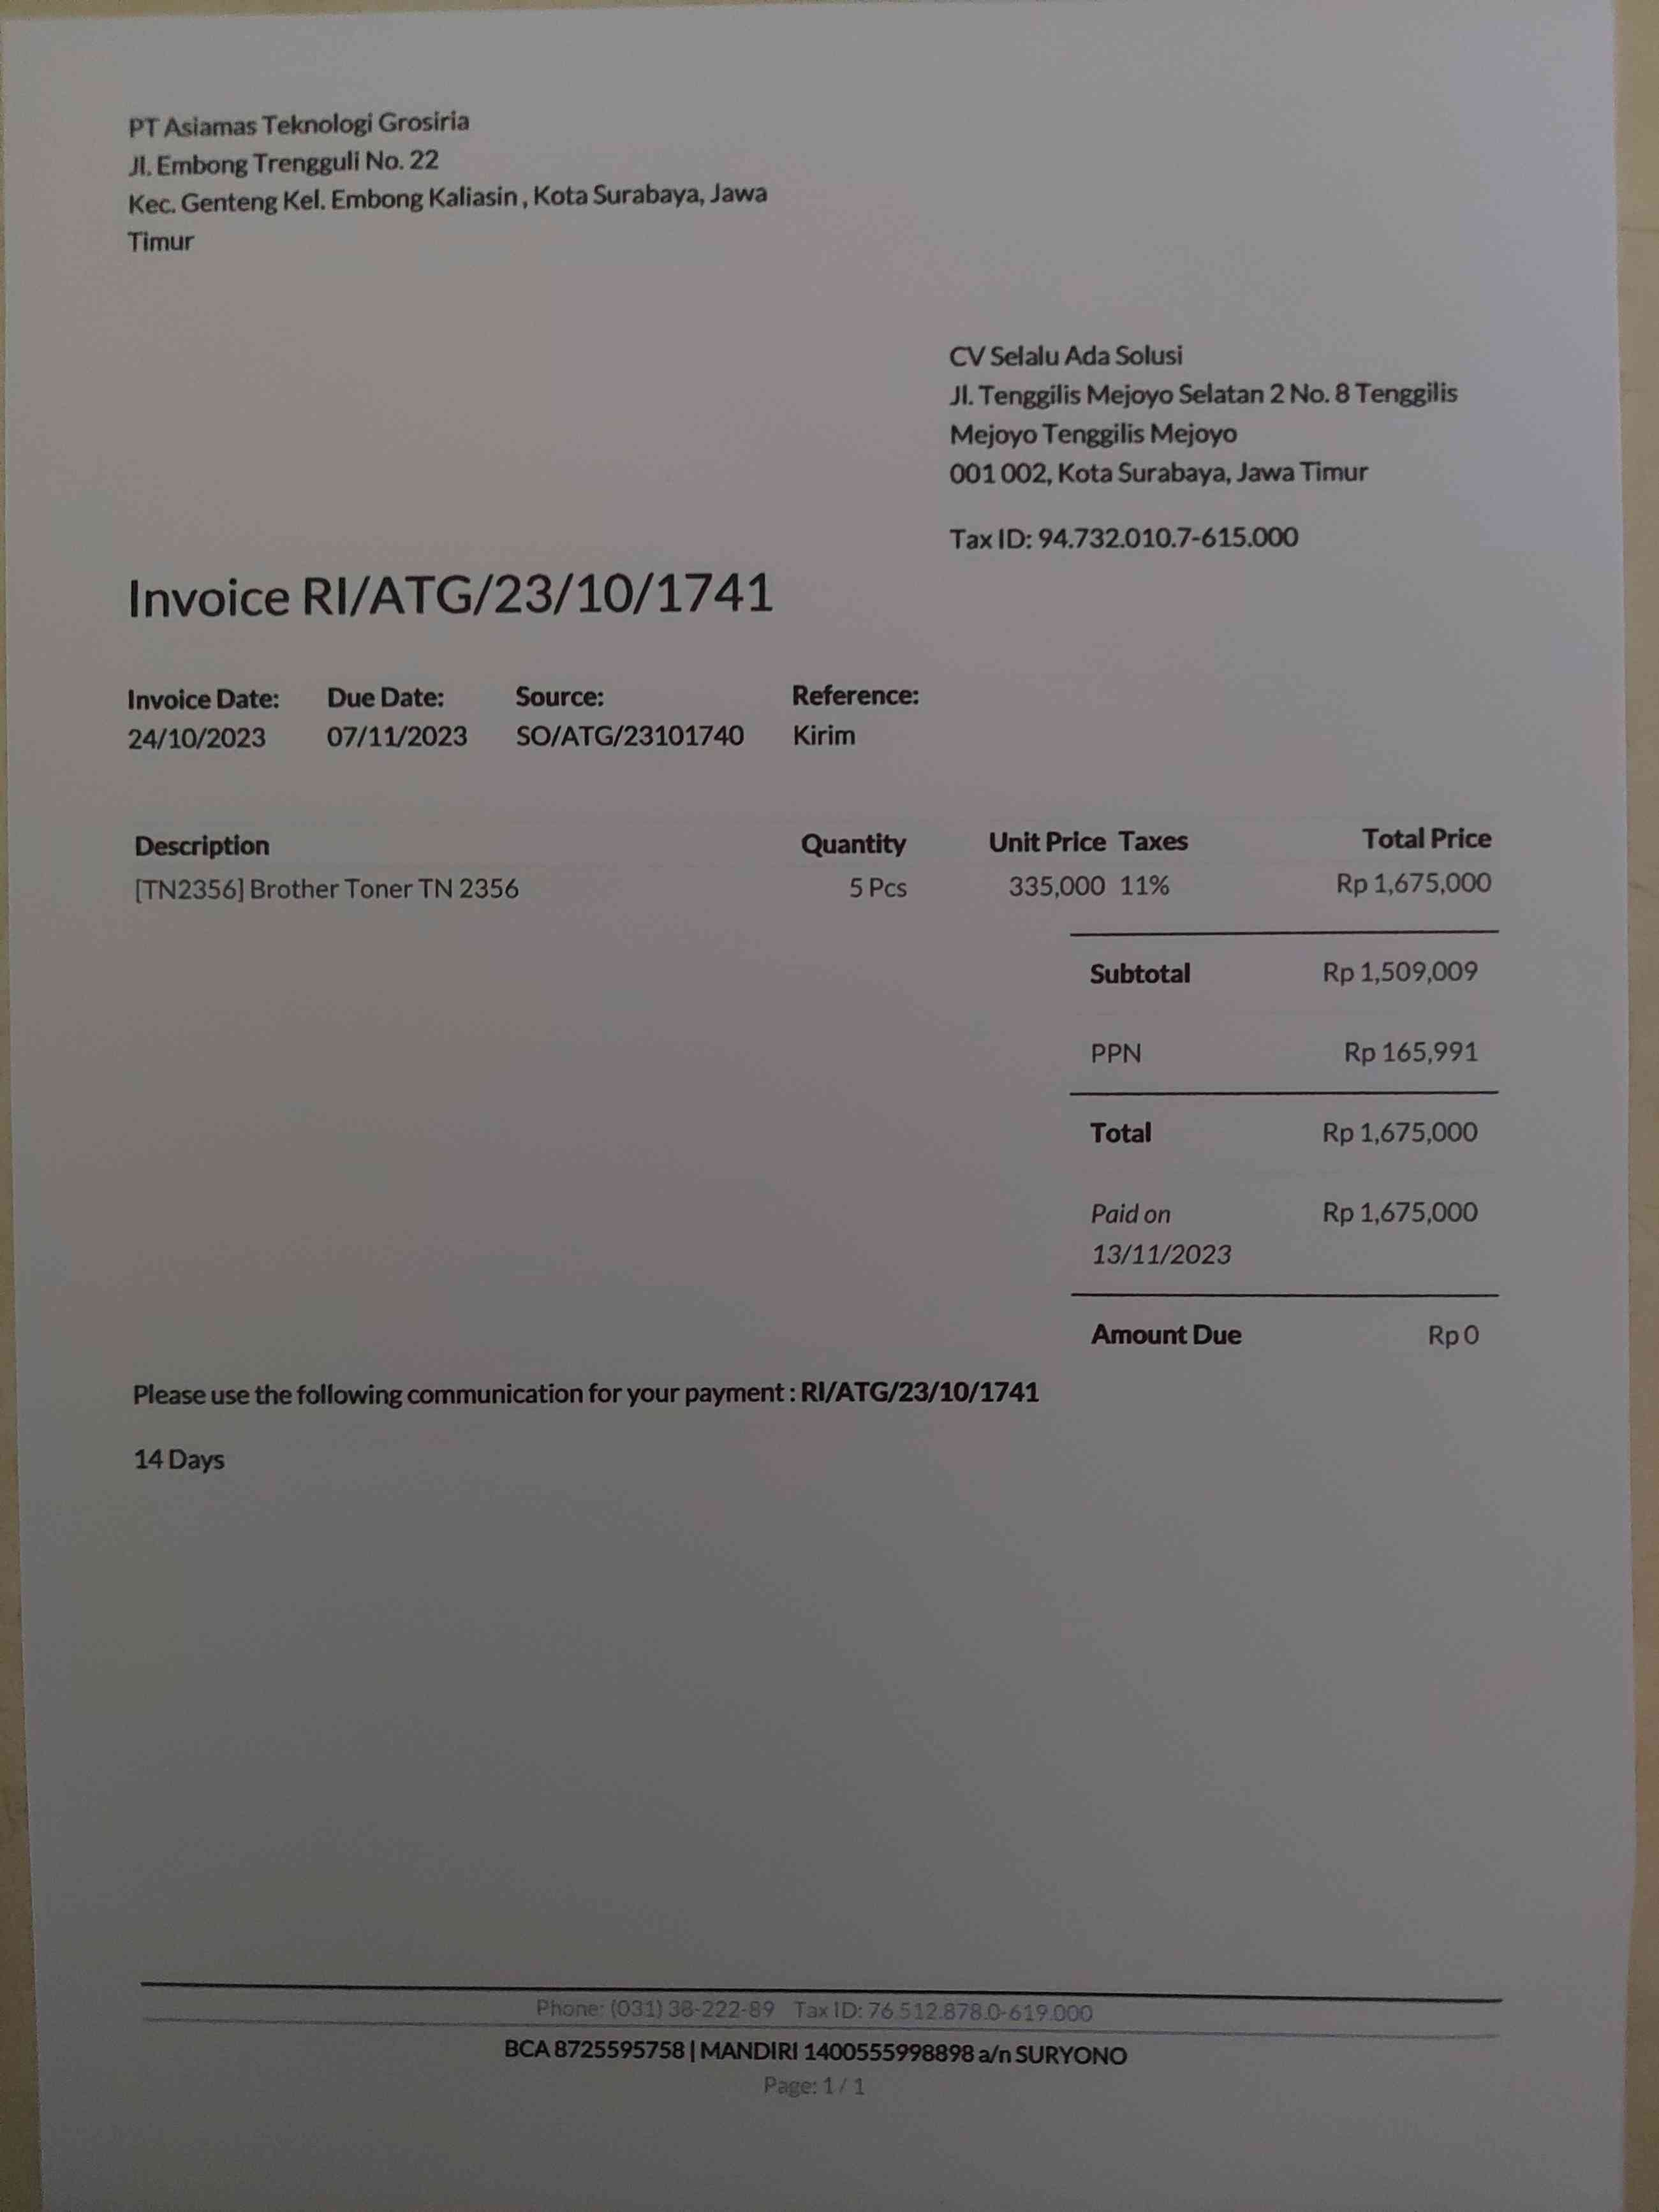 PT Asiamas Teknologi Grosiria
Jl. Embong Trengguli No. 22
Kec. Genteng Kel. Embong Kaliasin , Kota Surabaya, Jawa
Timur
CV Selalu Ada Solusi
Jl. Tenggilis Mejoyo Selatan 2 No. 8 Tenggilis
Mejoyo Tenggilis Mejoyo
001 002, Kota Surabaya, Jawa Timur
Tax ID: 94.732.010.7-615.000
Invoice RI/ATG/23/10/1741
Invoice Date: Due Date: Source: Reference:
24/10/2023 07/11/2023 SO/ATG/23101740 Kirim
Description Quantity Unit Price Taxes Total Price
[TN2356] Brother Toner TN 2356 5 Pcs 335,000 11% Rp 1,675,000
Subtotal Rp 1,509,009
PPN Rp 165,991
Total Rp 1,675,000
Paid on Rp 1,675,000
13/11/2023
Amount Due Rp 0
Please use the following communication for your payment : RI/ATG/23/10/1741
14 Days
Phone: (031) 38-222-89 Tax ID: 76.512.878.0-619.000
BCA 8725595758 | MANDIRI 1400555998898 a/n SURYONO
Page: 1 / 1